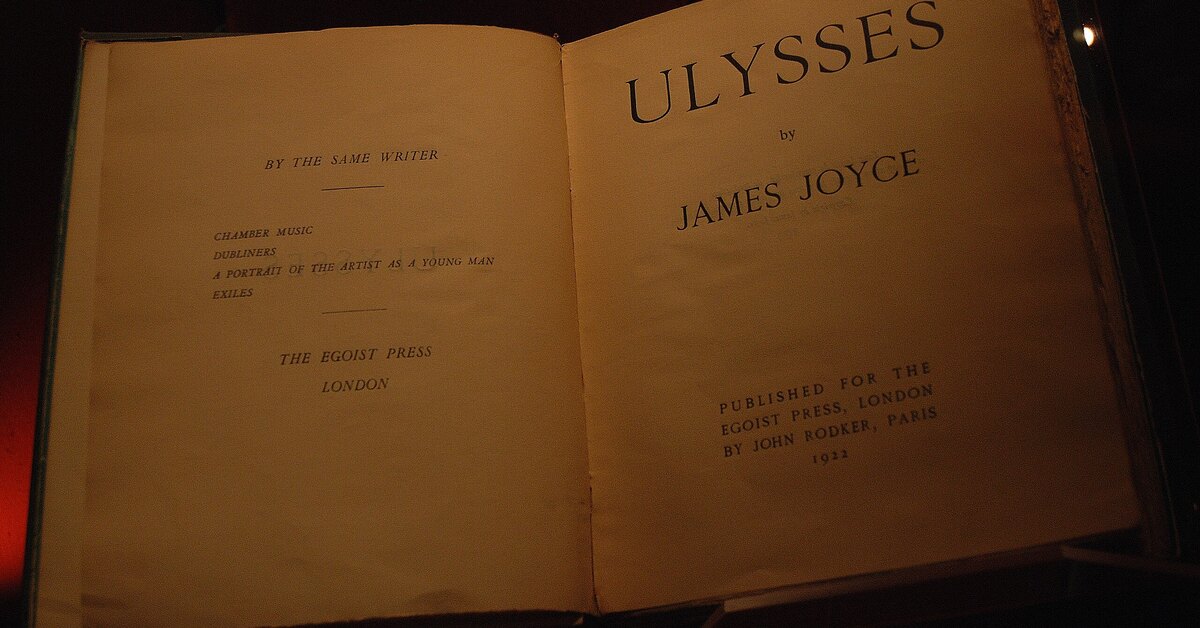 BY THE SAME WRITER
CHAMBER MUSIC
DUBLINERS
A PORTRAIT OF THE ARTIST AS A YOUNG MAN
EXILES
THE EGOIST PRESS
LONDON
ULYSSES
by
JAMES JOYCE
PUBLISHED FOR THE
EGOIST PRESS, LONDON
BY JOHN RODKER, PARIS
1922